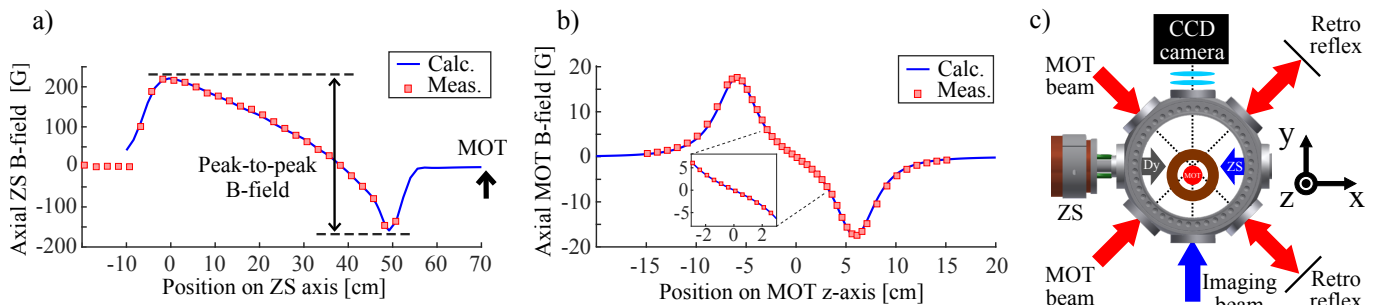 a)
Axial ZS B-field [G]
200
100
0
-100
-200
-10
0
10
20
30
40
50
60
70
Position on ZS axis [cm]
Calc.
Meas.
Peak-to-peak
B-field
MOT
b)
Axial MOT B-field [G]
20
10
0
-10
-20
-15
-10
-5
0
5
10
15
20
Position on MOT z-axis [cm]
Calc.
Meas.
5
0
-5
-2
0
2
c)
CCD
camera
Retro
reflex
MOT
beam
Dy
MOT
ZS
ZS
y
z
x
MOT
beam
Imaging
beam
Retro
reflex